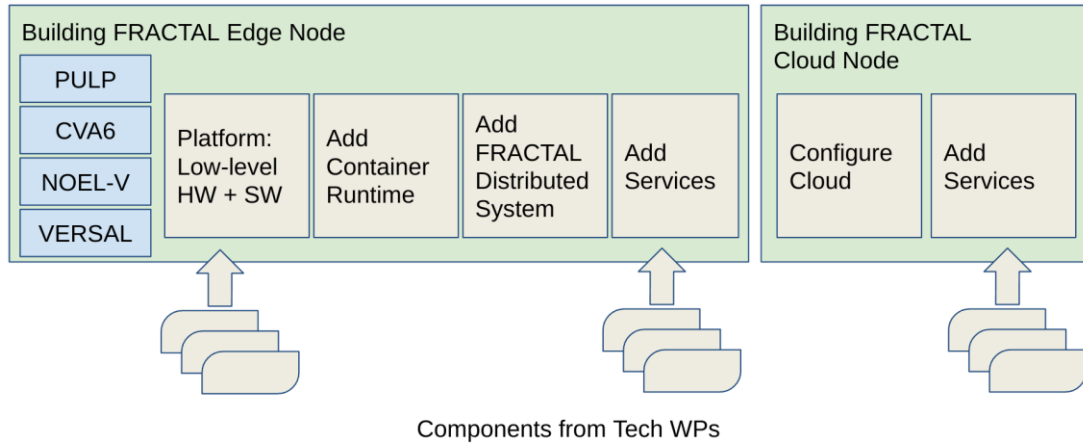 Building FRACTAL Edge Node
PULP
CVA6
NOEL-V
VERSAL
Platform:
Low-level
HW + SW
Add
Container
Runtime
Add
FRACTAL
Distributed
System
Add
Services
Building FRACTAL
Cloud Node
Configure
Cloud
Add
Services
Components from Tech WPs